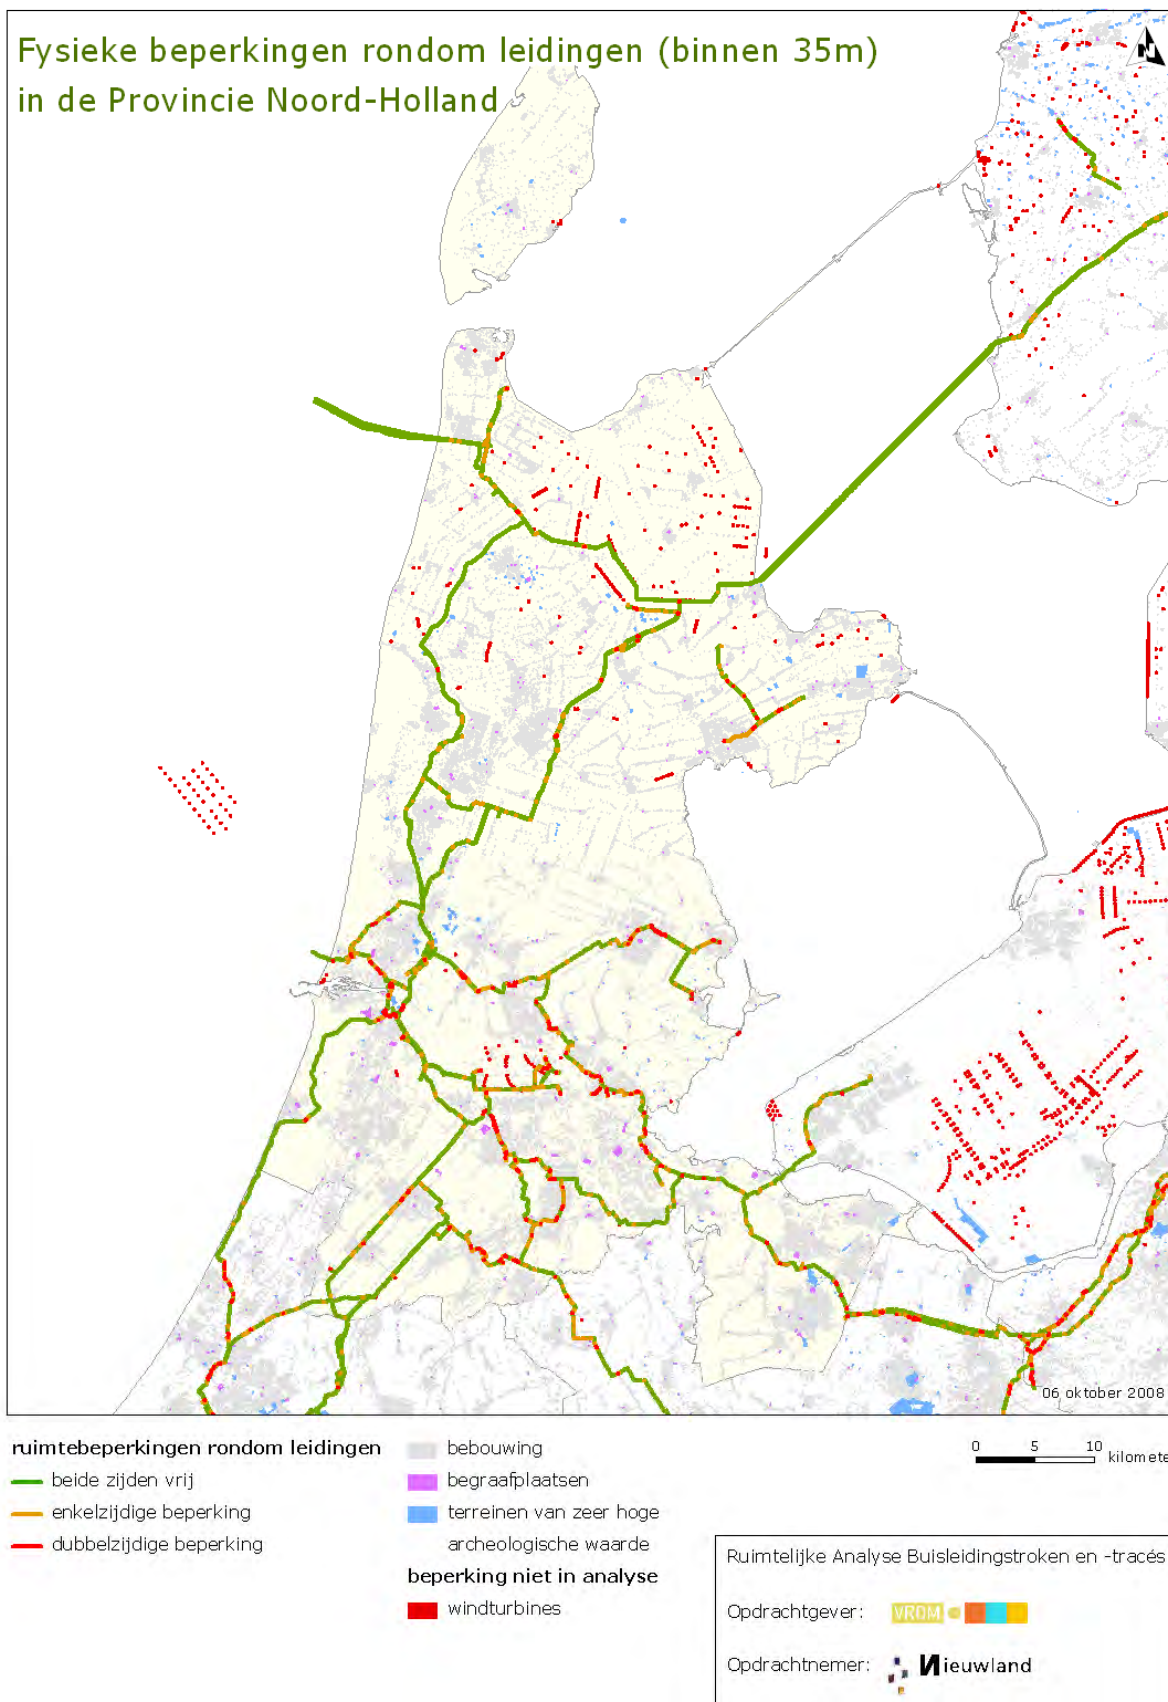 Fysieke beperkingen rondom leidingen (binnen 35m)
in de Provincie Noord-Holland
N
06 oktober 2008
ruimtebeperkingen rondom leidingen
beide zijden vrij
enkelzijdige beperking
dubbelzijdige beperking
bebouwing
begraafplaatsen
terreinen van zeer hoge
archeologische waarde
beperking niet in analyse
windturbines
0 5 10
kilomete
Ruimtelijke Analyse Buisleidingstroken en -tracés
Opdrachtgever: VROM
Opdrachtnemer: Nieuwland